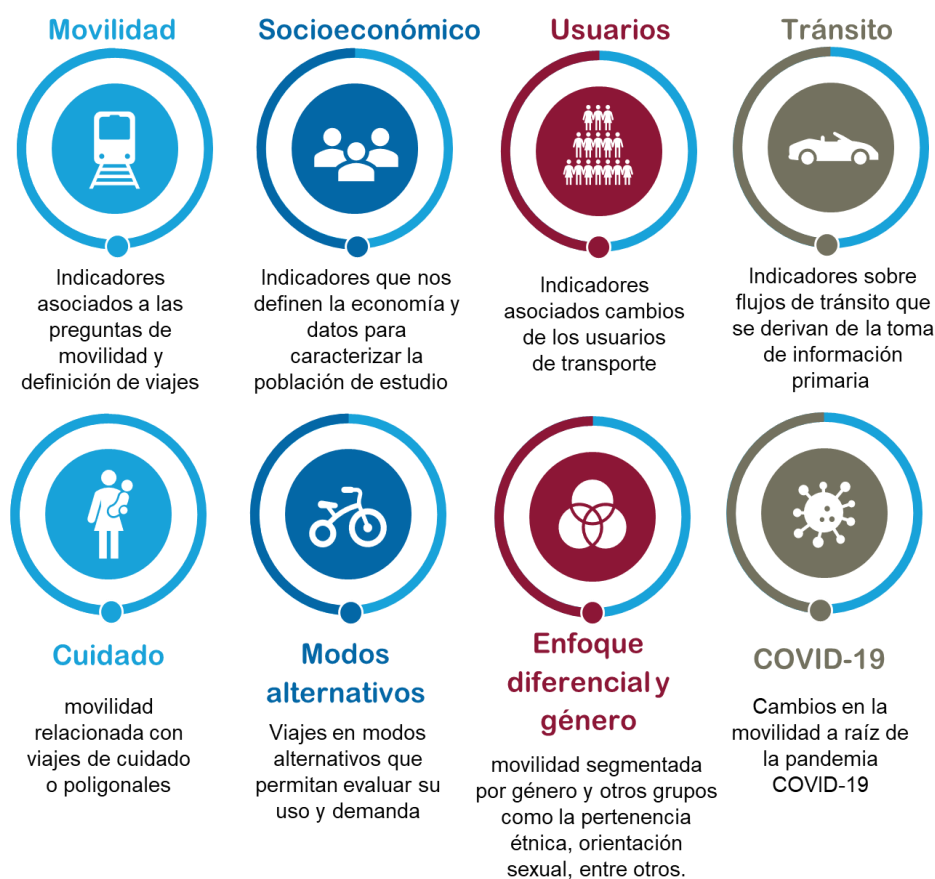 Movilidad
Indicadores
asociados a las
preguntas de
movilidad y
definición de viajes
Socioeconómico
Indicadores que nos
definen la economía y
datos para
caracterizar la
población de estudio
Usuarios
Indicadores
asociados cambios
de los usuarios
de transporte
Tránsito
Indicadores sobre
flujos de tránsito que
se derivan de la toma
de información
primaria
Cuidado
movilidad
relacionada con
viajes de cuidado
o poligonales
Modos
alternativos
Viajes en modos
alternativos que
permitan evaluar su
uso y demanda
Enfoque
diferencial y
género
movilidad segmentada
por género y otros grupos
como la pertenencia
étnica, orientación
sexual, entre otros.
COVID-19
Cambios en la
movilidad a raíz de
la pandemia
COVID-19